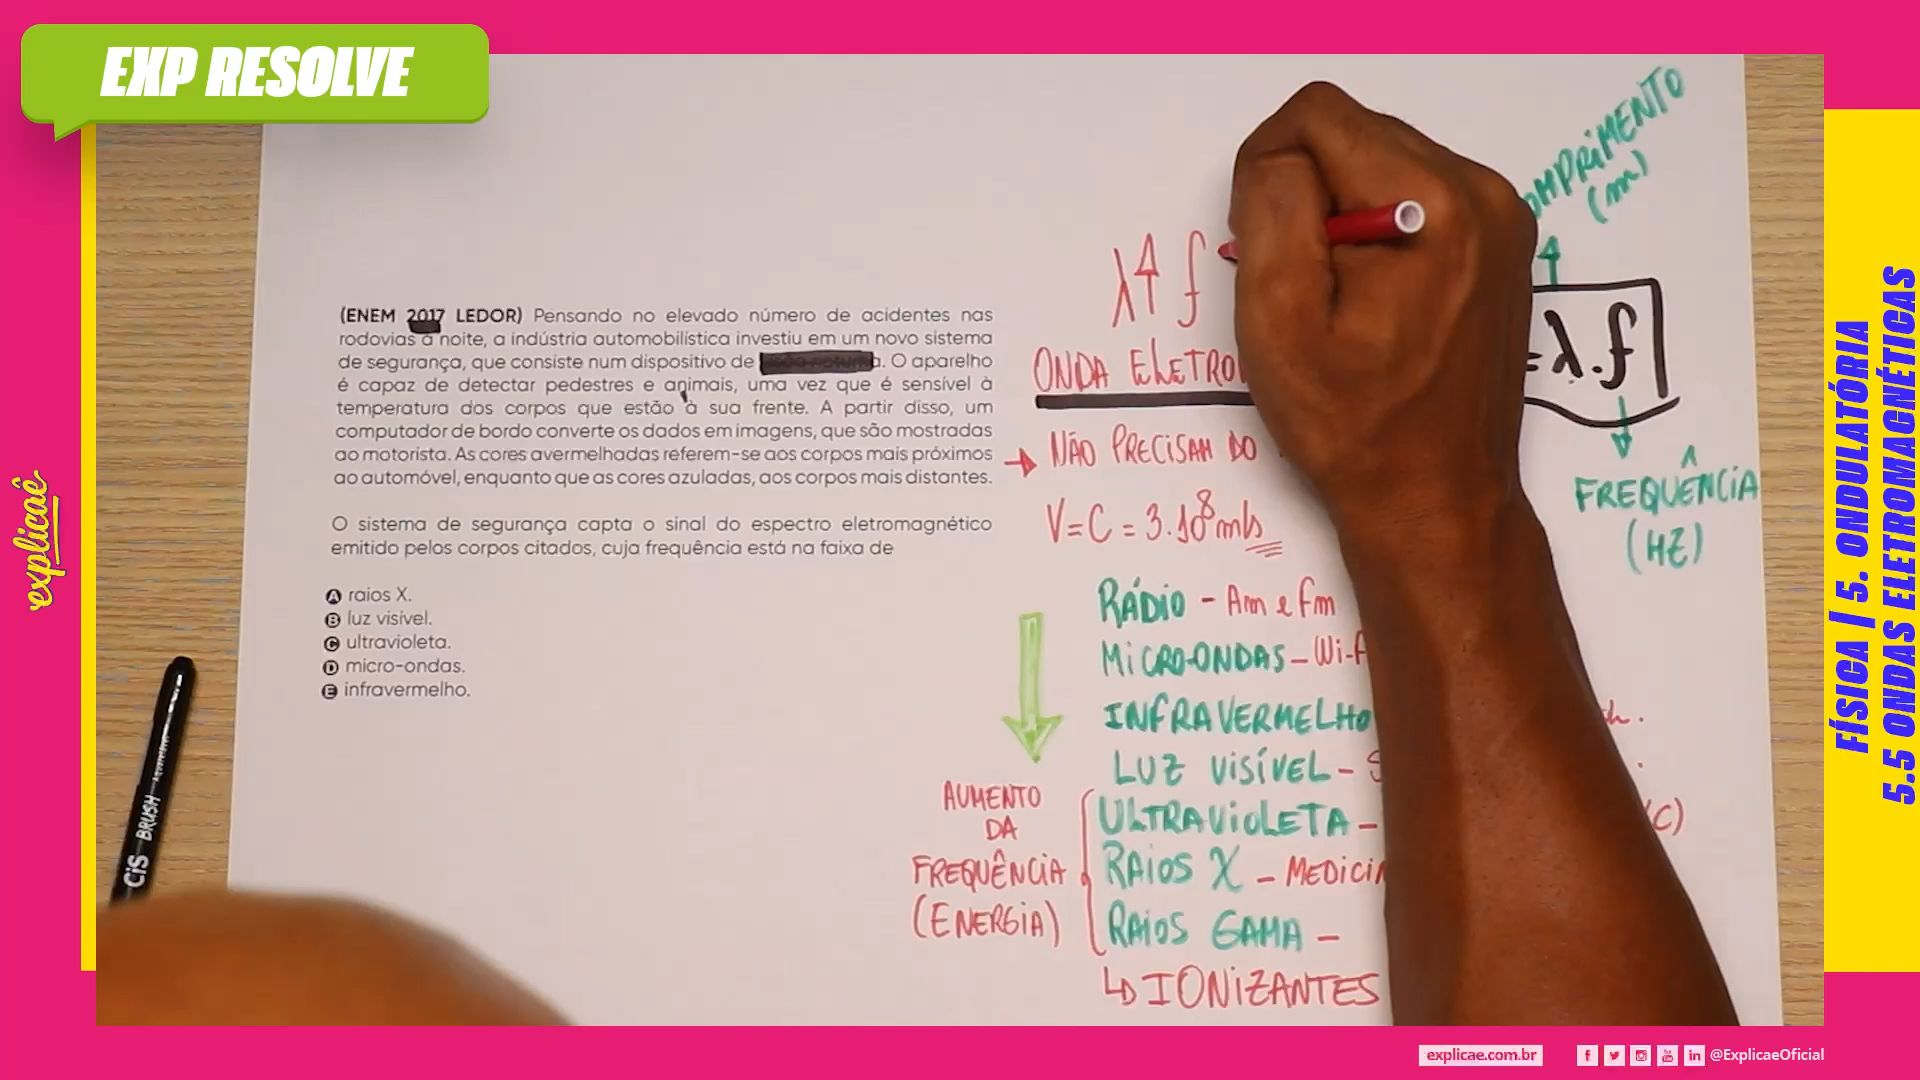 EXP RESOLVE
(ENEM 2017 LEDOR) Pensando no elevado número de acidentes nas
rodovias à noite, a indústria automobilística investiu em um novo sistema
de segurança, que consiste num dispositivo de a. O aparelho
é capaz de detectar pedestres e animais, uma vez que é sensível à
temperatura dos corpos que estão à sua frente. A partir disso, um
computador de bordo converte os dados em imagens, que são mostradas
ao motorista. As cores avermelhadas referem-se aos corpos mais próximos
ao automóvel, enquanto que as cores azuladas, aos corpos mais distantes.
O sistema de segurança capta o sinal do espectro eletromagnético
emitido pelos corpos citados, cuja frequência está na faixa de
A raios X.
B luz visível.
C ultravioleta.
D micro-ondas.
E infravermelho.
λ↑ f
ONDA ELETRO
→ NÃO PRECISAM DO
V=C = 3.10⁸ m/s
RÁDIO - Am e Fm
MICRO-ONDAS - Wi-F
INFRAVERMELHO
LUZ VISÍVEL - S
ULTRAVIOLETA -
RAIOS X - MEDICIN
RAIOS GAMA -
↳ IONIZANTES
AUMENTO
DA
FREQUÊNCIA
(ENERGIA)
OMPRIMENTO
(m)
= λ.f
FREQUÊNCIA
(HZ)
C)
CiS BRUSH
explicaê
FÍSICA | 5. ONDULATÓRIA
5.5 ONDAS ELETROMAGNÉTICAS
explicae.com.br
@ExplicaeOficial